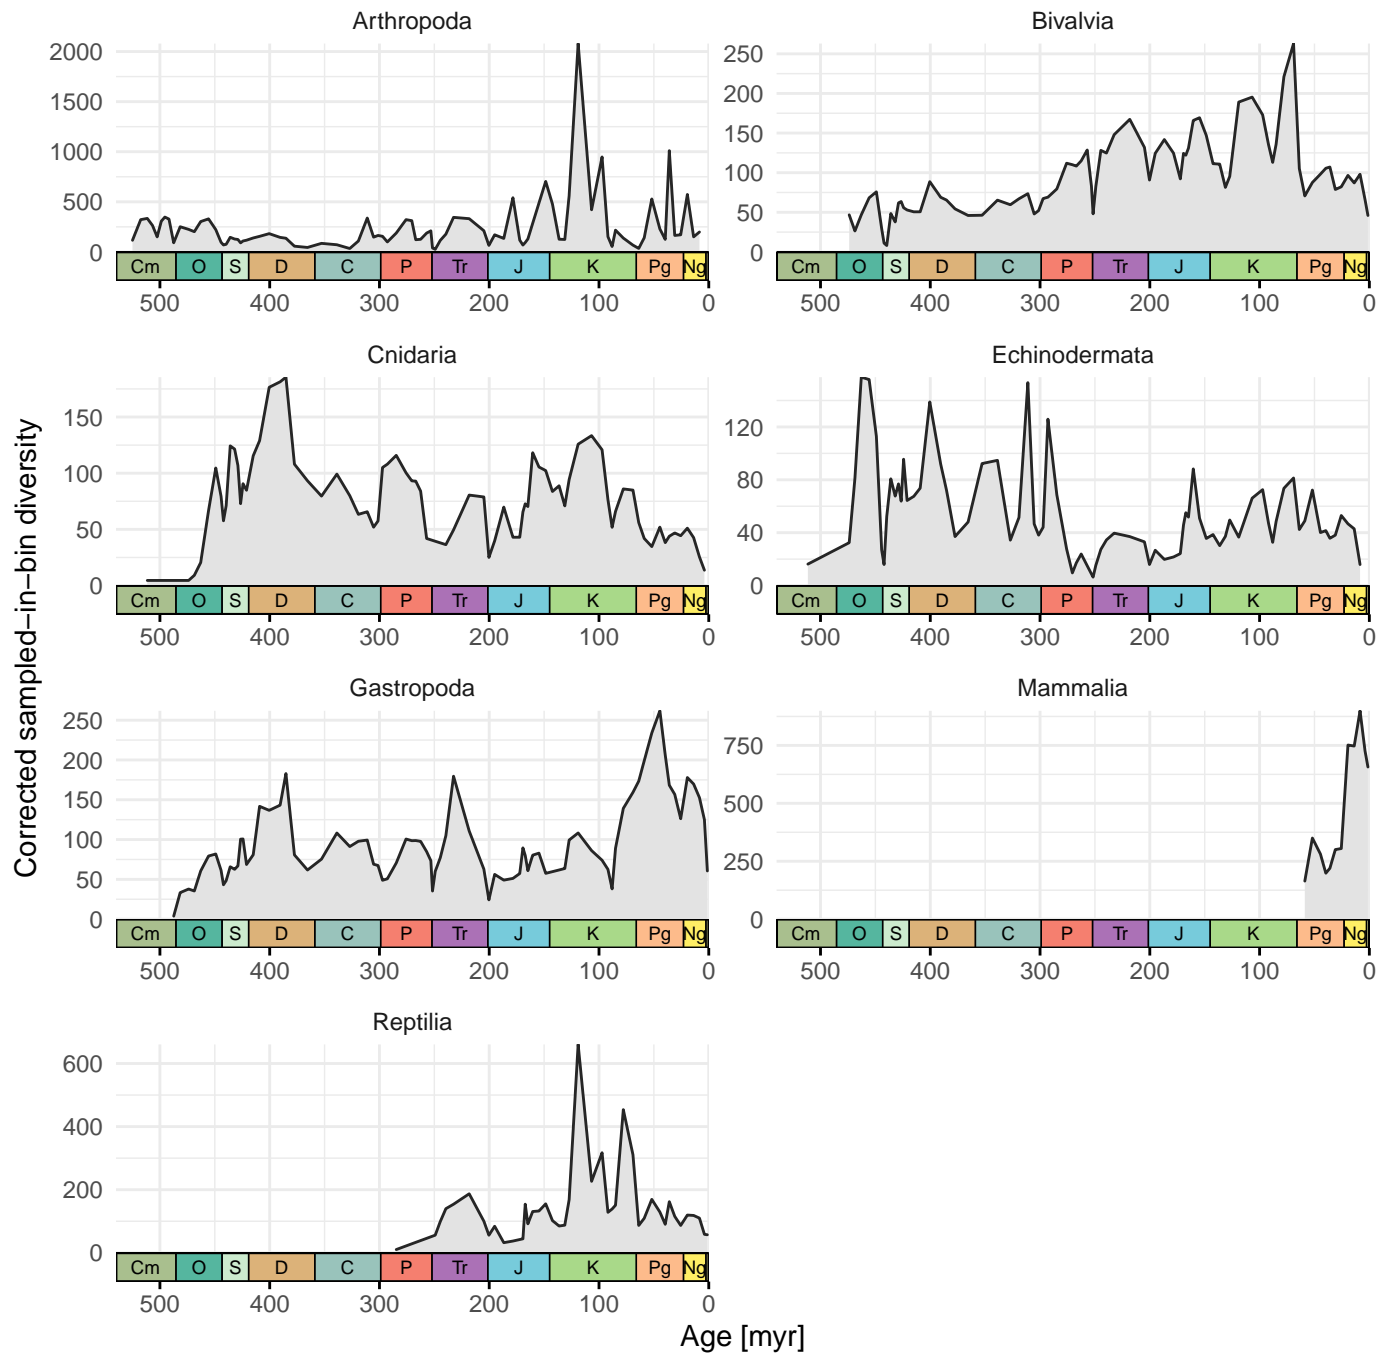 Arthropoda
Bivalvia
2000
1500
1000
500
0
250
200
150
100
50
0
Cm O S D C P Tr J K Pg Ng
Cm O S D C P Tr J K Pg Ng
500 400 300 200 100 0
500 400 300 200 100 0
Cnidaria
Echinodermata
150
100
50
0
120
80
40
0
Cm O S D C P Tr J K Pg Ng
Cm O S D C P Tr J K Pg Ng
500 400 300 200 100 0
500 400 300 200 100 0
Corrected sampled−in−bin diversity
Gastropoda
Mammalia
250
200
150
100
50
0
750
500
250
0
Cm O S D C P Tr J K Pg Ng
Cm O S D C P Tr J K Pg Ng
500 400 300 200 100 0
500 400 300 200 100 0
Reptilia
600
400
200
0
Cm O S D C P Tr J K Pg Ng
500 400 300 200 100 0
Age [myr]